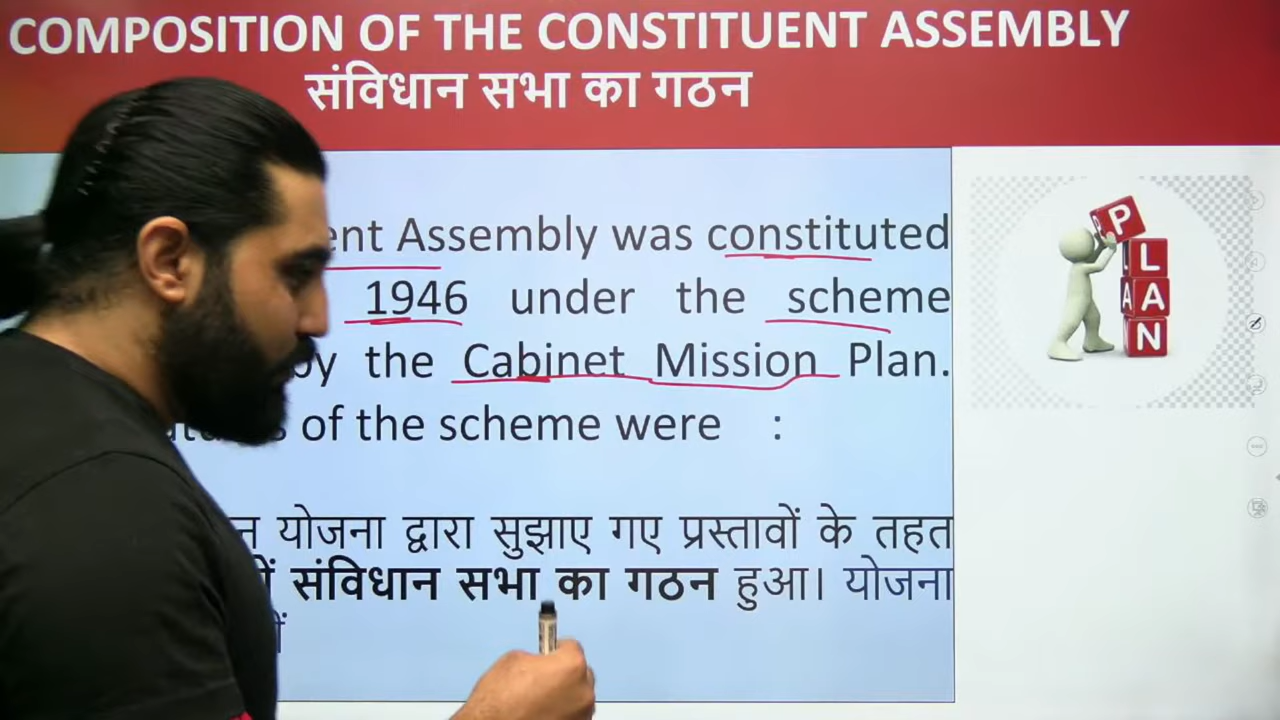 COMPOSITION OF THE CONSTITUENT ASSEMBLY
संविधान सभा का गठन
Assembly was constituted
1946 under the scheme
by the Cabinet Mission Plan.
of the scheme were :
योजना द्वारा सुझाए गए प्रस्तावों के तहत
संविधान सभा का गठन हुआ। योजना
P
L
A A
N